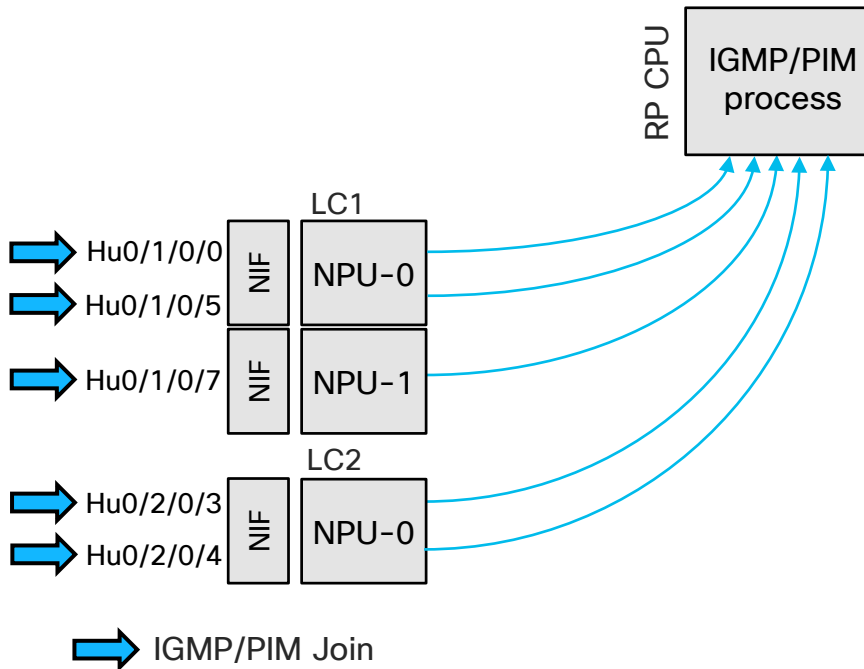 RP CPU
IGMP/PIM
process
LC1
Hu0/1/0/0
Hu0/1/0/5
NIF
NPU-0
Hu0/1/0/7
NIF
NPU-1
LC2
Hu0/2/0/3
Hu0/2/0/4
NIF
NPU-0
IGMP/PIM Join